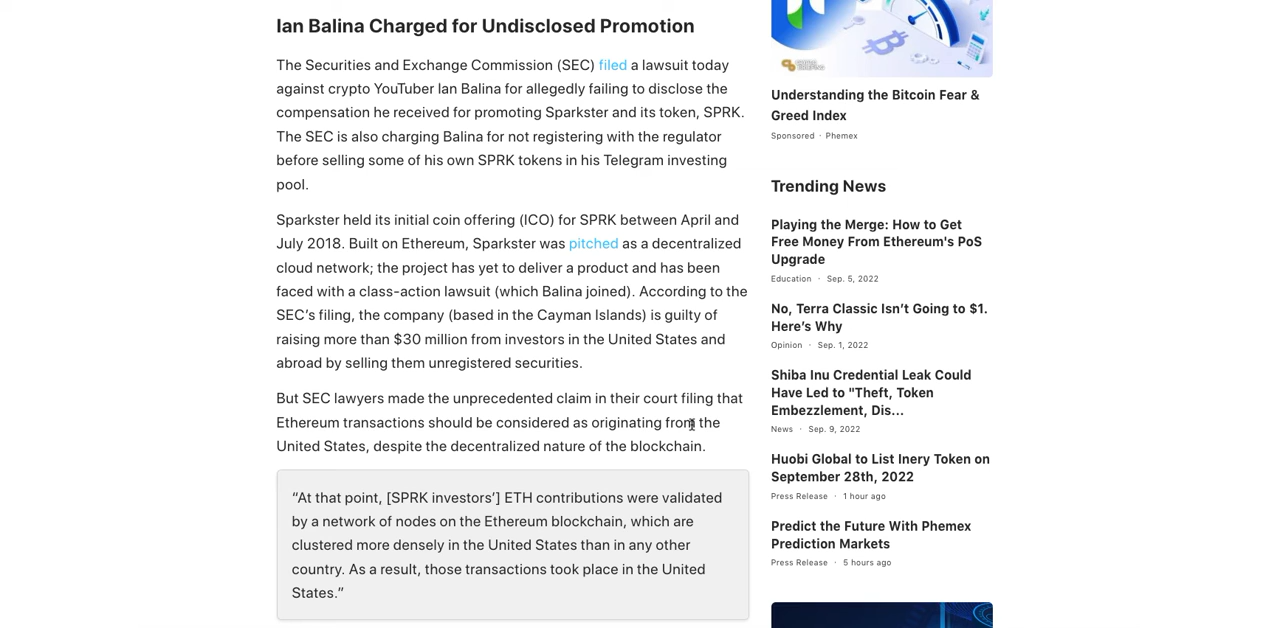 Ian Balina Charged for Undisclosed Promotion
The Securities and Exchange Commission (SEC) filed a lawsuit today
against crypto YouTuber Ian Balina for allegedly failing to disclose the
compensation he received for promoting Sparkster and its token, SPRK.
The SEC is also charging Balina for not registering with the regulator
before selling some of his own SPRK tokens in his Telegram investing
pool.
Sparkster held its initial coin offering (ICO) for SPRK between April and
July 2018. Built on Ethereum, Sparkster was pitched as a decentralized
cloud network; the project has yet to deliver a product and has been
faced with a class-action lawsuit (which Balina joined). According to the
SEC’s filing, the company (based in the Cayman Islands) is guilty of
raising more than $30 million from investors in the United States and
abroad by selling them unregistered securities.
But SEC lawyers made the unprecedented claim in their court filing that
Ethereum transactions should be considered as originating from the
United States, despite the decentralized nature of the blockchain.
“At that point, [SPRK investors’] ETH contributions were validated
by a network of nodes on the Ethereum blockchain, which are
clustered more densely in the United States than in any other
country. As a result, those transactions took place in the United
States.”
Understanding the Bitcoin Fear &
Greed Index
Sponsored · Phemex
Trending News
Playing the Merge: How to Get
Free Money From Ethereum's PoS
Upgrade
Education · Sep. 5, 2022
No, Terra Classic Isn’t Going to $1.
Here’s Why
Opinion · Sep. 1, 2022
Shiba Inu Credential Leak Could
Have Led to "Theft, Token
Embezzlement, Dis...
News · Sep. 9, 2022
Huobi Global to List Inery Token on
September 28th, 2022
Press Release · 1 hour ago
Predict the Future With Phemex
Prediction Markets
Press Release · 5 hours ago